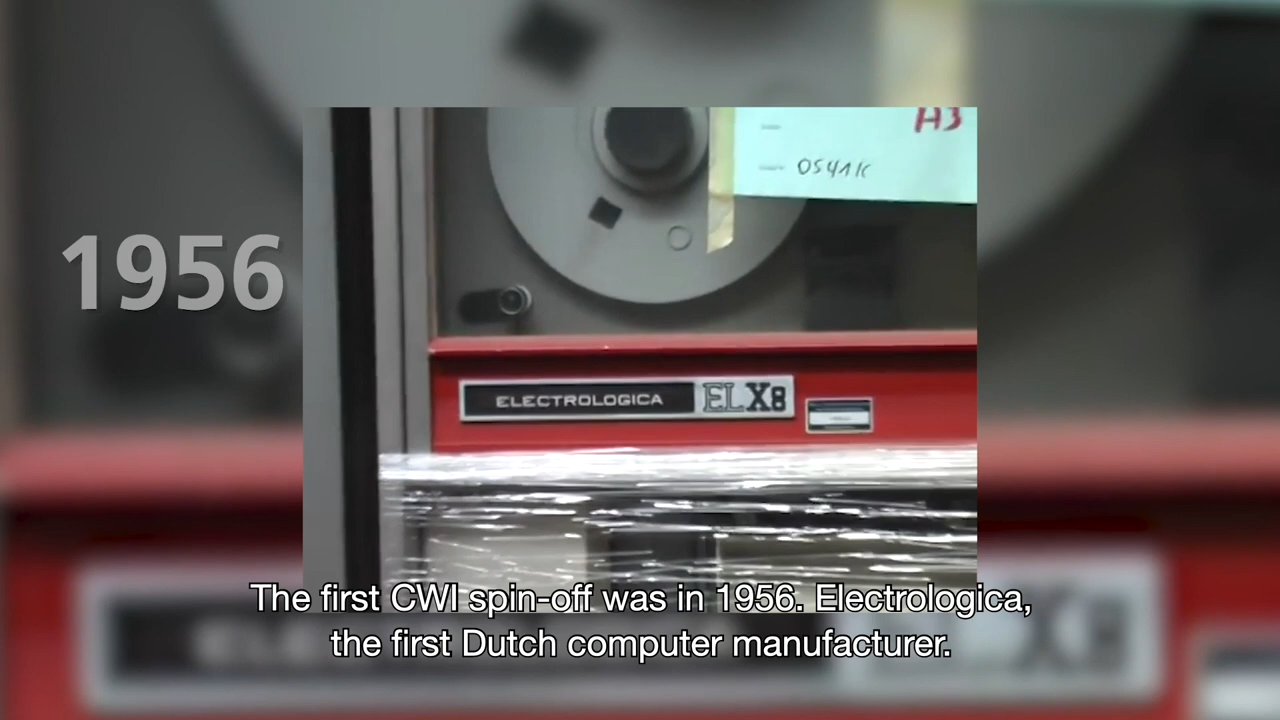 1956
A3
0541K
ELECTROLOGICA ELX8
The first CWI spin-off was in 1956. Electrologica,
the first Dutch computer manufacturer.